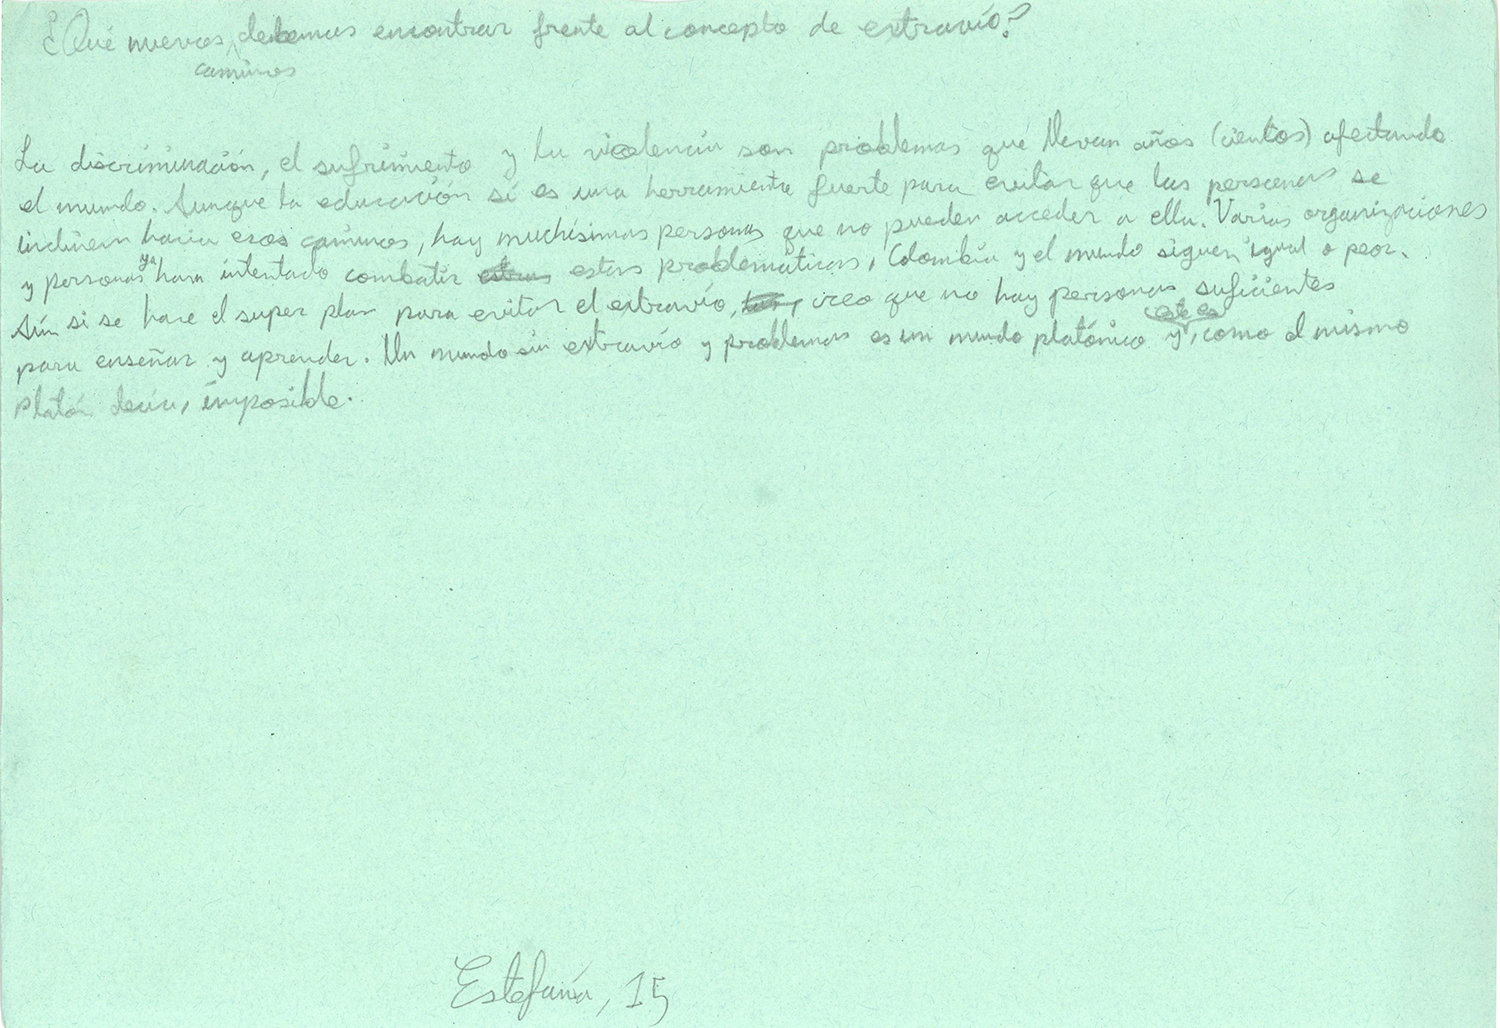 ¿Qué nuevos caminos debemos encontrar frente al concepto de extravío?
La discriminación, el sufrimiento y la violencia son problemas que llevan años (cientos) afectando
el mundo. Aunque la educación sí es una herramienta fuerte para evitar que las personas se
inclinen hacia esos caminos, hay muchísimas personas que no pueden acceder a ella. Varias organizaciones
y personas ya han intentado combatir estas problemáticas, Colombia y el mundo siguen igual o peor.
Aún si se hace el super plan para evitar el extravío, creo que no hay personas suficientes
para enseñar y aprender. Un mundo sin extravío y problemas es un mundo platónico y este es, como el mismo
Platón decía, imposible.
Estefanía, 15